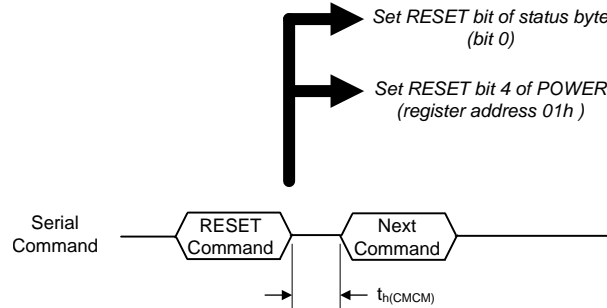 Set RESET bit of status byte
(bit 0)
Set RESET bit 4 of POWER
(register address 01h )
Serial
Command
RESET
Command
Next
Command
th(CMCM)